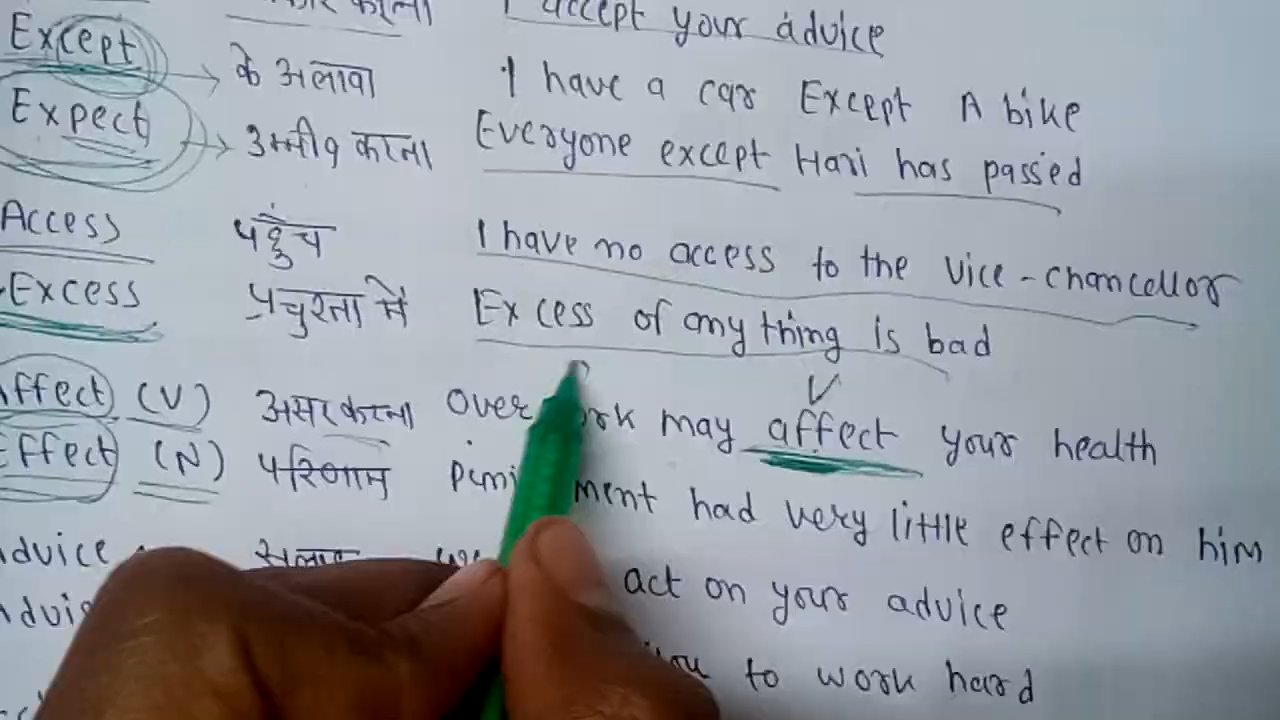 I accept your advice
Except के अलावा I have a car Except A bike
Expect उम्मीद करना Everyone except Hari has passed
Access पहुँच I have no access to the Vice-chancellor
Excess प्रचुरता में Excess of anything is bad
V
Affect (V) असर करना Over may affect your health
Effect (N) परिणाम had very little effect on him
advice act on your advice
to work hard